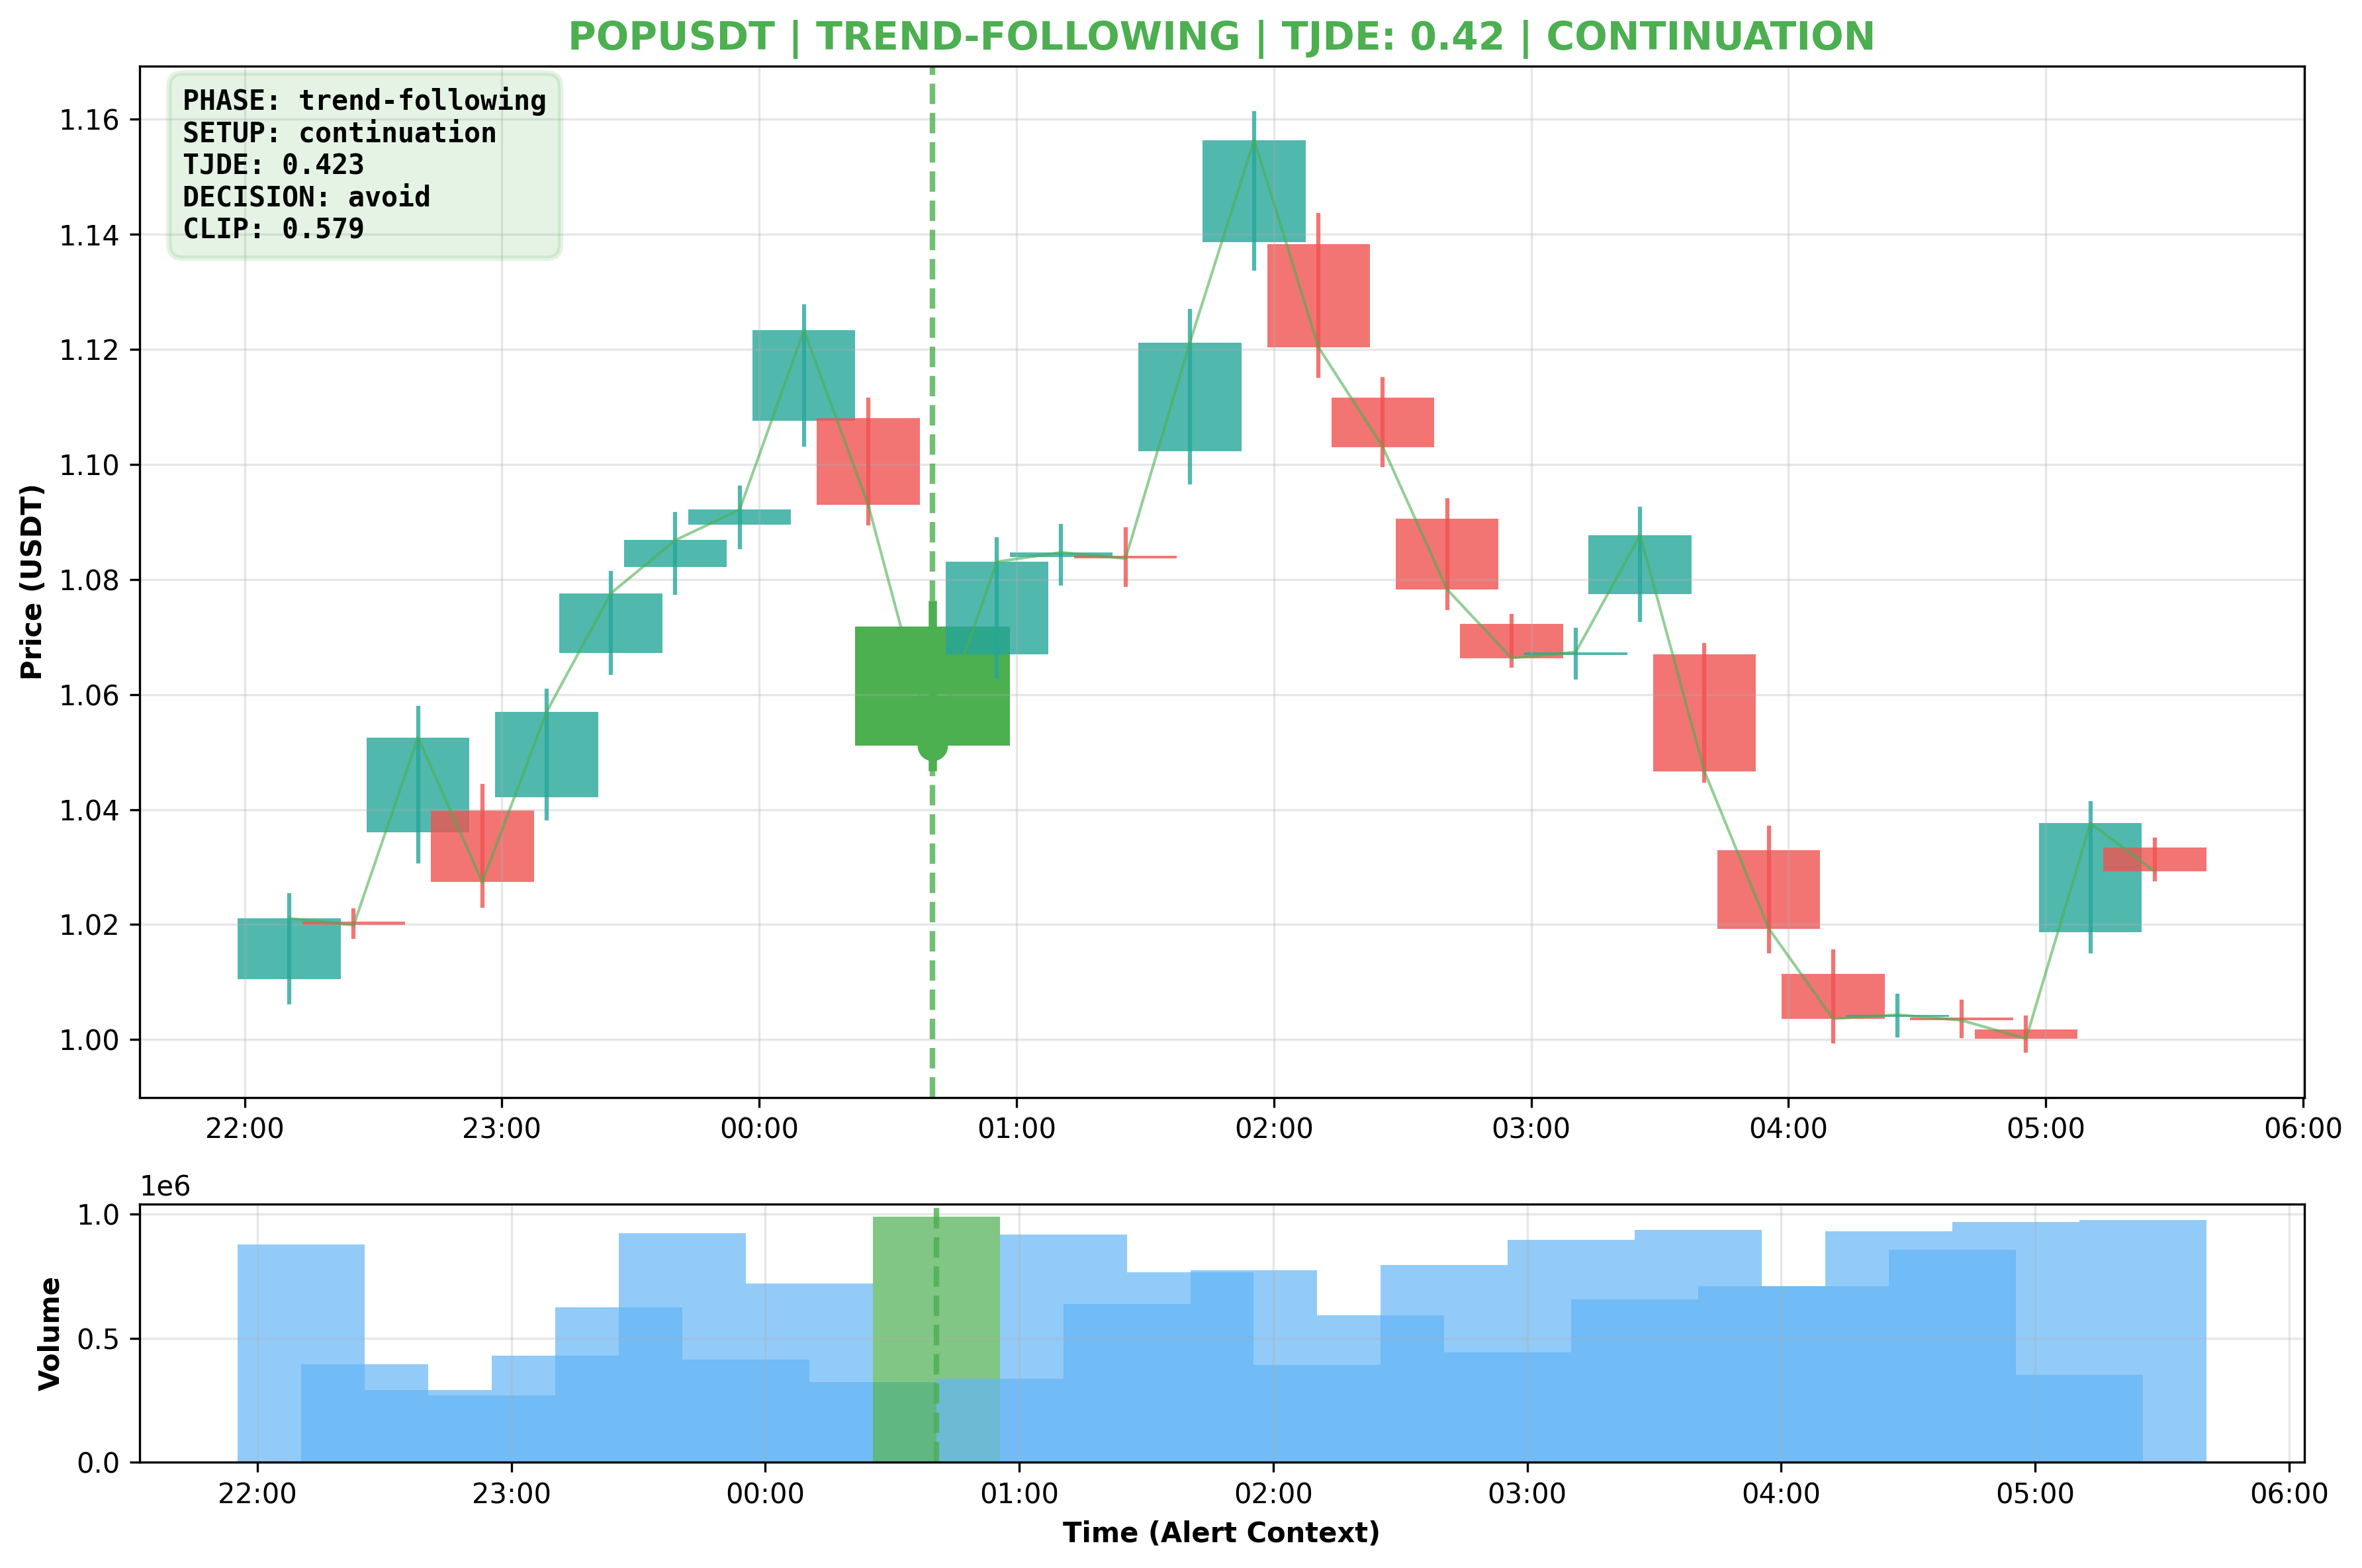 POPUSDT | TREND-FOLLOWING | TJDE: 0.42 | CONTINUATION
PHASE: trend-following
SETUP: continuation
TJDE: 0.423
DECISION: avoid
CLIP: 0.579
Price (USDT)
1.16
1.14
1.12
1.10
1.08
1.06
1.04
1.02
1.00
22:00 23:00 00:00 01:00 02:00 03:00 04:00 05:00 06:00
1e6
Volume
1.0
0.5
0.0
22:00 23:00 00:00 01:00 02:00 03:00 04:00 05:00 06:00
Time (Alert Context)